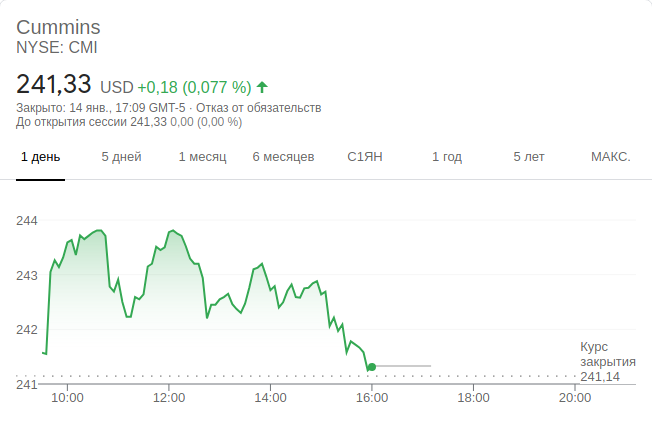 Cummins
NYSE: CMI
241,33 USD +0,18 (0,077 %)
Закрыто: 14 янв., 17:09 GMT-5 · Отказ от обязательств
До открытия сессии 241,33 0,00 (0,00 %)
1 день 5 дней 1 месяц 6 месяцев С1ЯН 1 год 5 лет МАКС.
244
243
242
Курс
закрытия
241,14
241
10:00 12:00 14:00 16:00 18:00 20:00